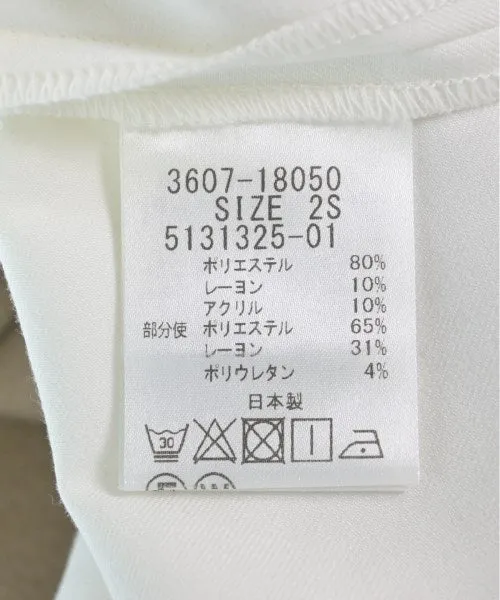 3607-18050
SIZE 2S
5131325-01
ポリエステル 80%
レーヨン 10%
アクリル 10%
部分使 ポリエステル 65%
レーヨン 31%
ポリウレタン 4%
日本製
30